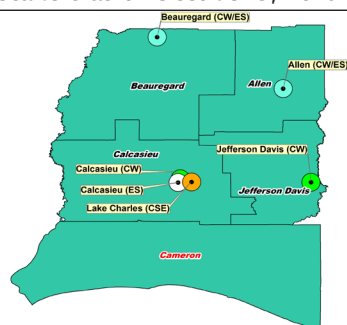 Beauregard (CW/ES)
Allen (CW/ES)
Beauregard
Allen
Jefferson Davis (CW)
Calcasieu
Calcasieu (CW)
Calcasieu (ES)
Jefferson Davis
Lake Charles (CSE)
Cameron